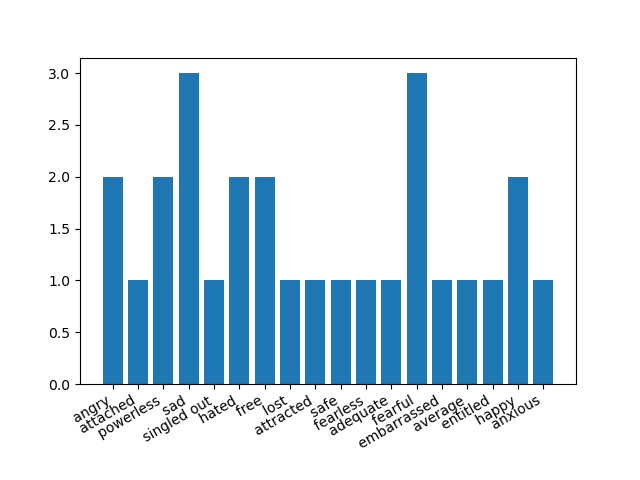 3.0
2.5
2.0
1.5
1.0
0.5
0.0
angry
attached
powerless
sad
singled out
hated
free
lost
attracted
safe
fearless
adequate
fearful
embarrassed
average
entitled
happy
anxious